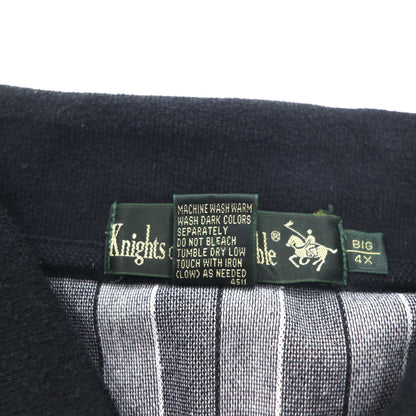 Knights
®
BIG
4X
MACHINE WASH WARM
WASH DARK COLORS
SEPARATELY
DO NOT BLEACH
TUMBLE DRY LOW
TOUCH WITH IRON
(LOW) AS NEEDED
4511